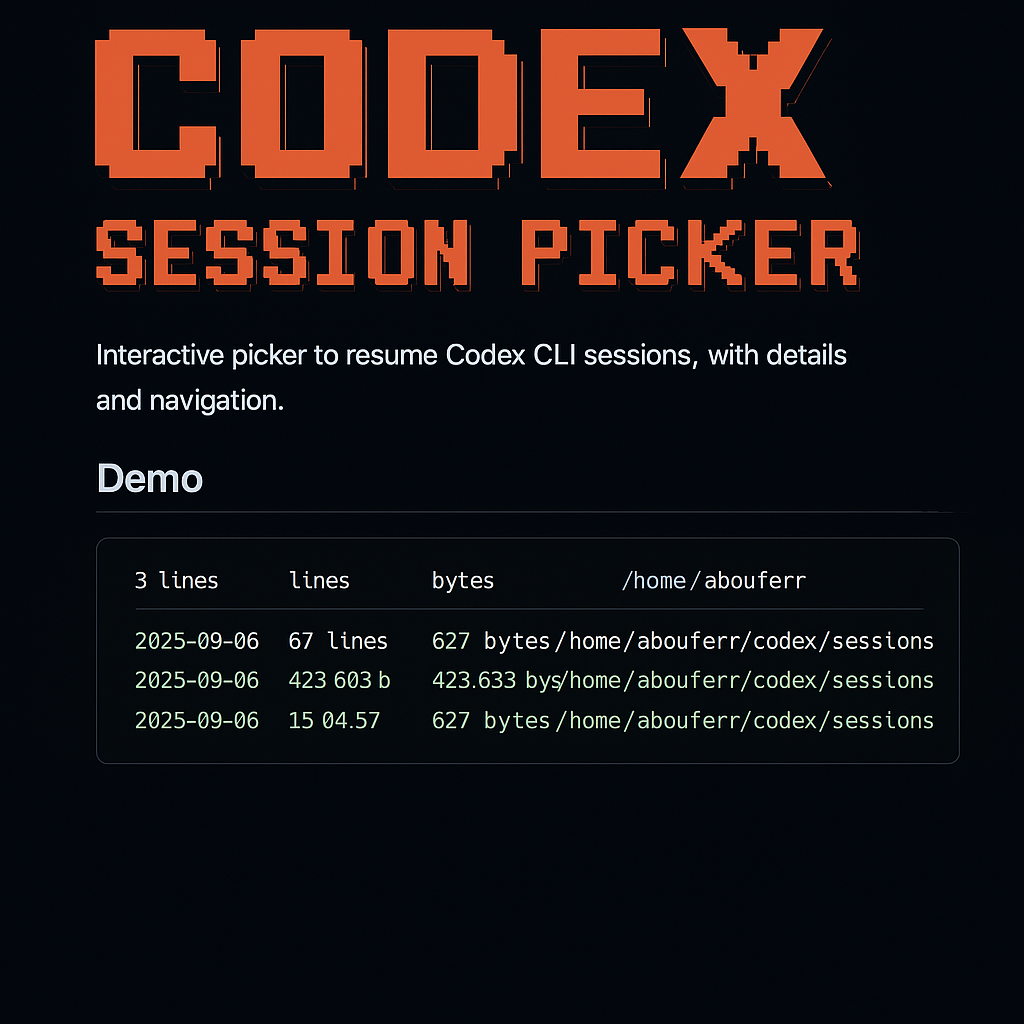 CODEX
SESSION PICKER
Interactive picker to resume Codex CLI sessions, with details
and navigation.
Demo
3 lines lines bytes /home/abouferr
2025-09-06 67 lines 627 bytes /home/abouferr/codex/sessions
2025-09-06 423 603 b 423.633 bys/home/abouferr/codex/sessions
2025-09-06 15 04.57 627 bytes /home/abouferr/codex/sessions